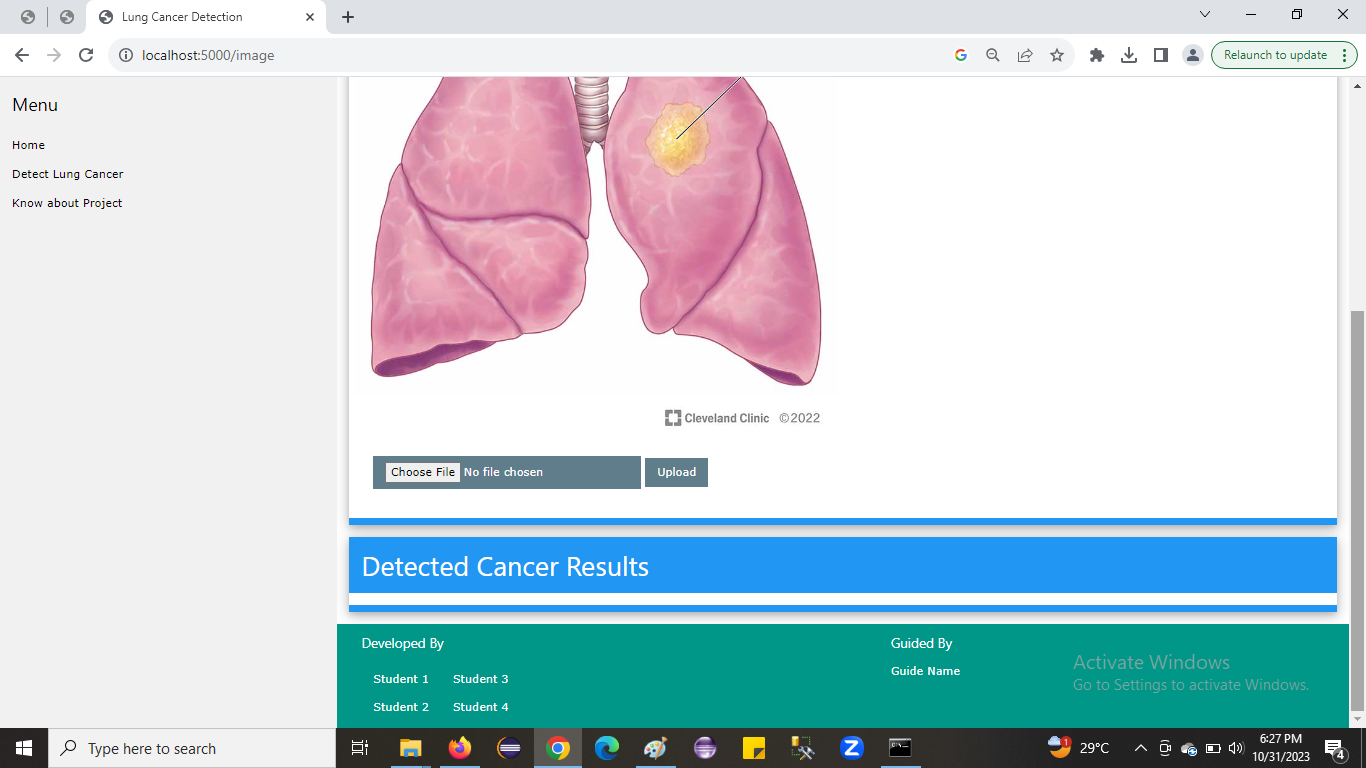 Lung Cancer Detection
localhost:5000/image
Relaunch to update
Menu
Home
Detect Lung Cancer
Know about Project
Cleveland Clinic ©2022
Choose File No file chosen Upload
Detected Cancer Results
Developed By
Guided By
Student 1 Student 3
Guide Name
Student 2 Student 4
Activate Windows
Go to Settings to activate Windows.
Type here to search
1
29°C
6:27 PM
10/31/2023
4